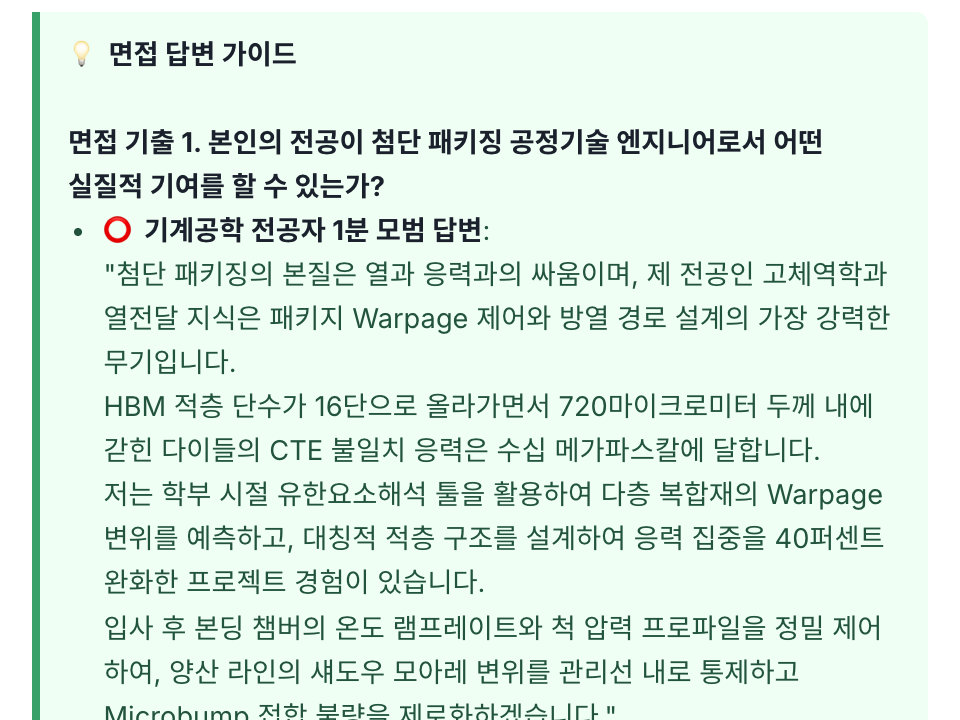 💡 면접 답변 가이드
면접 기출 1. 본인의 전공이 첨단 패키징 공정기술 엔지니어로서 어떤
실질적 기여를 할 수 있는가?
• ⭕ 기계공학 전공자 1분 모범 답변:
"첨단 패키징의 본질은 열과 응력과의 싸움이며, 제 전공인 고체역학과
열전달 지식은 패키지 Warpage 제어와 방열 경로 설계의 가장 강력한
무기입니다.
HBM 적층 단수가 16단으로 올라가면서 720마이크로미터 두께 내에
갇힌 다이들의 CTE 불일치 응력은 수십 메가파스칼에 달합니다.
저는 학부 시절 유한요소해석 툴을 활용하여 다층 복합재의 Warpage
변위를 예측하고, 대칭적 적층 구조를 설계하여 응력 집중을 40퍼센트
완화한 프로젝트 경험이 있습니다.
입사 후 본딩 챔버의 온도 램프레이트와 척 압력 프로파일을 정밀 제어
하여, 양산 라인의 섀도우 모아레 변위를 관리선 내로 통제하고
Microbump 접합 불량을 제로화하겠습니다."